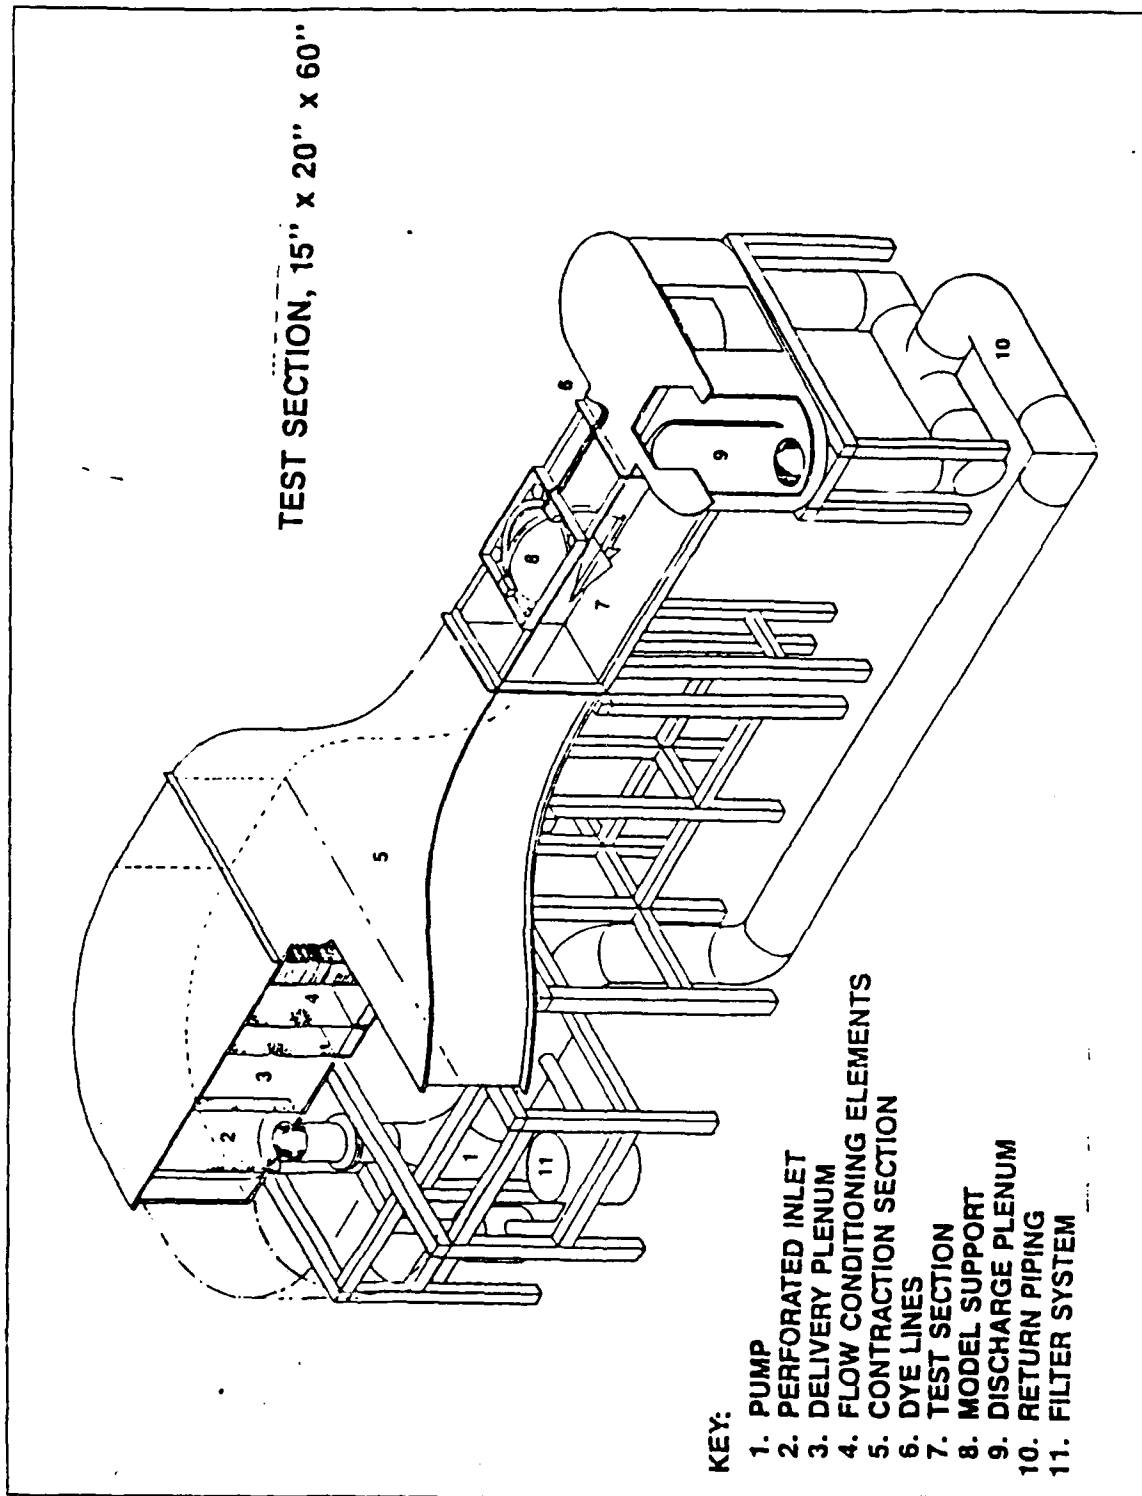 TEST SECTION, 15" x 20" x 60"
2
3
4
5
8
6
7
1
11
9
10
KEY:
1. PUMP
2. PERFORATED INLET
3. DELIVERY PLENUM
4. FLOW CONDITIONING ELEMENTS
5. CONTRACTION SECTION
6. DYE LINES
7. TEST SECTION
8. MODEL SUPPORT
9. DISCHARGE PLENUM
10. RETURN PIPING
11. FILTER SYSTEM